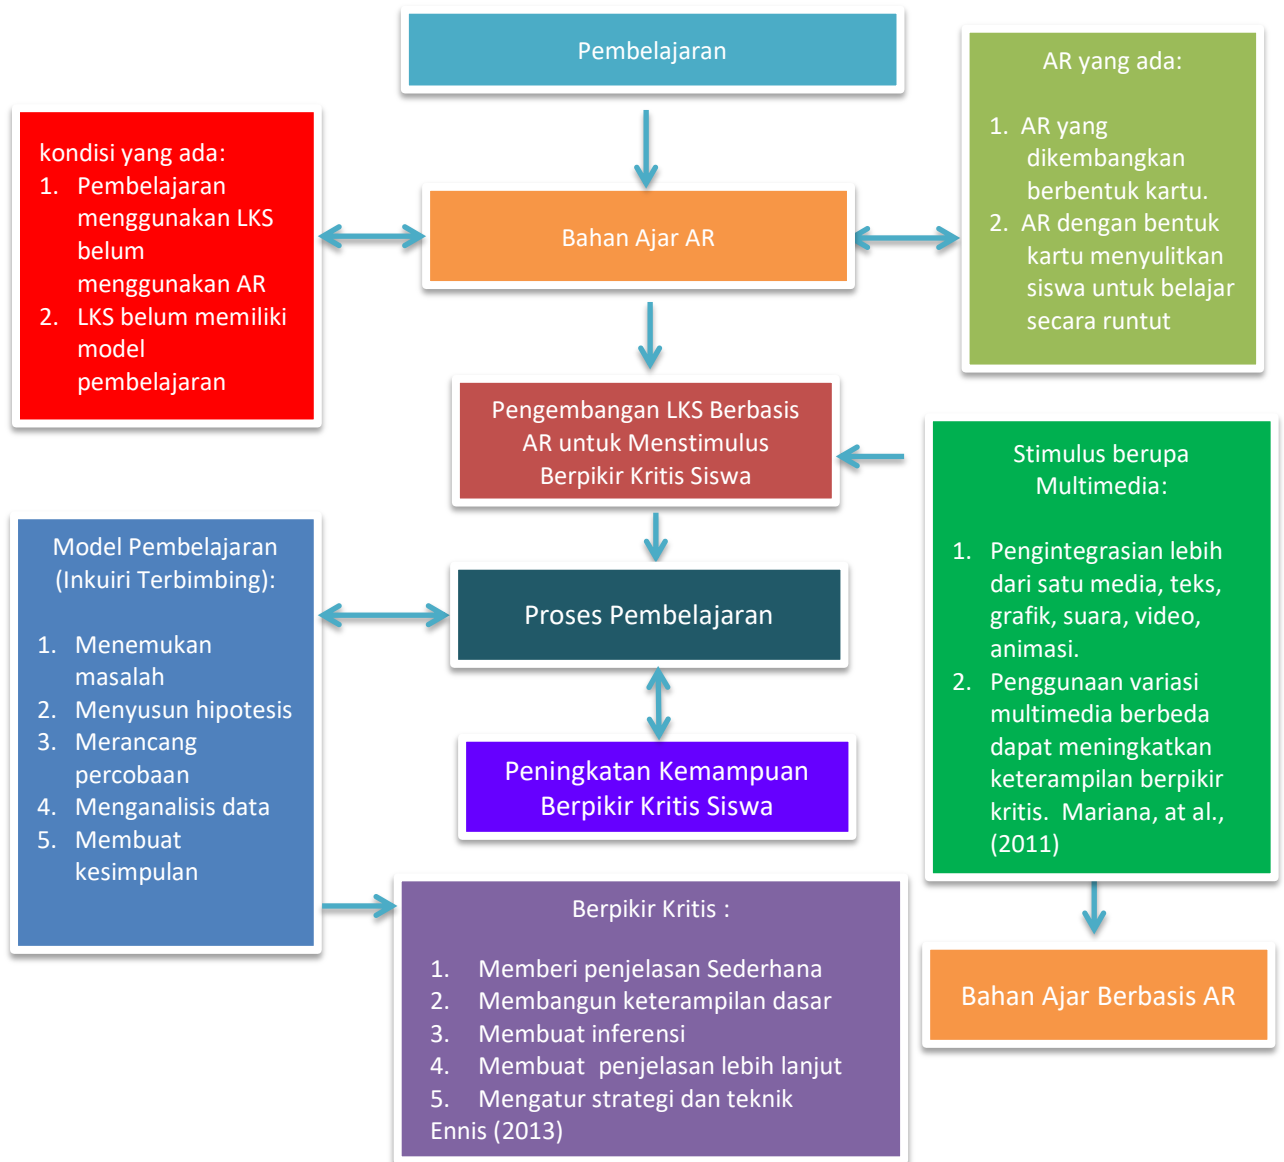 Pembelajaran
AR yang ada:
1. AR yang
dikembangkan
berbentuk kartu.
2. AR dengan bentuk
kartu menyulitkan
siswa untuk belajar
secara runtut
kondisi yang ada:
1. Pembelajaran
menggunakan LKS
belum
menggunakan AR
2. LKS belum memiliki
model
pembelajaran
Bahan Ajar AR
Pengembangan LKS Berbasis
AR untuk Menstimulus
Berpikir Kritis Siswa
Stimulus berupa
Multimedia:
1. Pengintegrasian lebih
dari satu media, teks,
grafik, suara, video,
animasi.
2. Penggunaan variasi
multimedia berbeda
dapat meningkatkan
keterampilan berpikir
kritis. Mariana, at al.,
(2011)
Model Pembelajaran
(Inkuiri Terbimbing):
1. Menemukan
masalah
2. Menyusun hipotesis
3. Merancang
percobaan
4. Menganalisis data
5. Membuat
kesimpulan
Proses Pembelajaran
Peningkatan Kemampuan
Berpikir Kritis Siswa
Berpikir Kritis :
1. Memberi penjelasan Sederhana
2. Membangun keterampilan dasar
3. Membuat inferensi
4. Membuat penjelasan lebih lanjut
5. Mengatur strategi dan teknik
Ennis (2013)
Bahan Ajar Berbasis AR